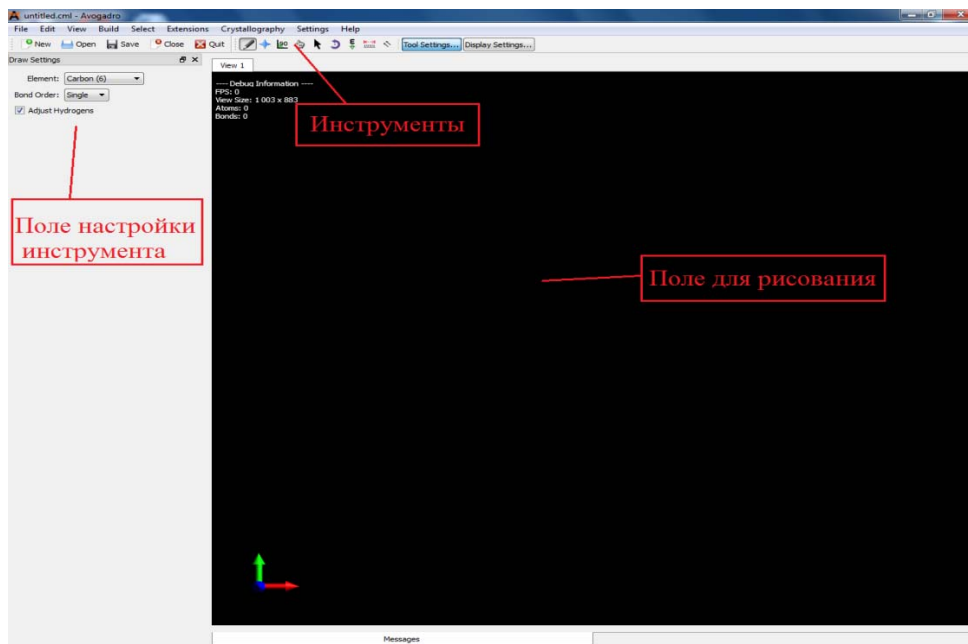 untitled.cml - Avogadro
File Edit View Build Select Extensions Crystallography Settings Help
New Open Save Close Quit Tool Settings... Display Settings...
Draw Settings
View 1
Element: Carbon (6)
Bond Order: Single
Adjust Hydrogens
---- Debug Information ----
FPS: 0
View Size: 1 003 x 883
Atoms: 0
Bonds: 0
Инструменты
Поле настройки
инструмента
Поле для рисования
Messages